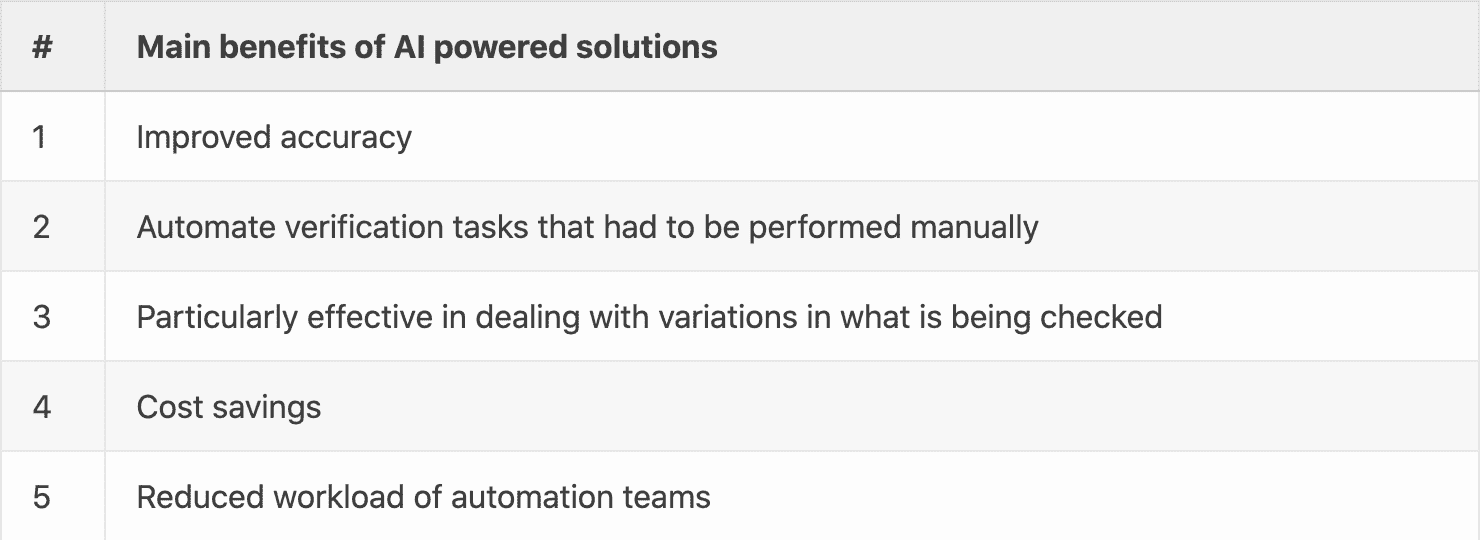 # Main benefits of AI powered solutions
1 Improved accuracy
2 Automate verification tasks that had to be performed manually
3 Particularly effective in dealing with variations in what is being checked
4 Cost savings
5 Reduced workload of automation teams